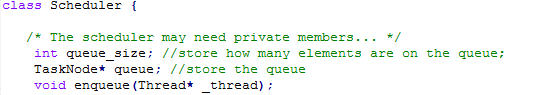 class Scheduler {
/* The scheduler may need private members... */
int queue_size; //store how many elements are on the queue;
TaskNode* queue; //store the queue
void enqueue(Thread* _thread);